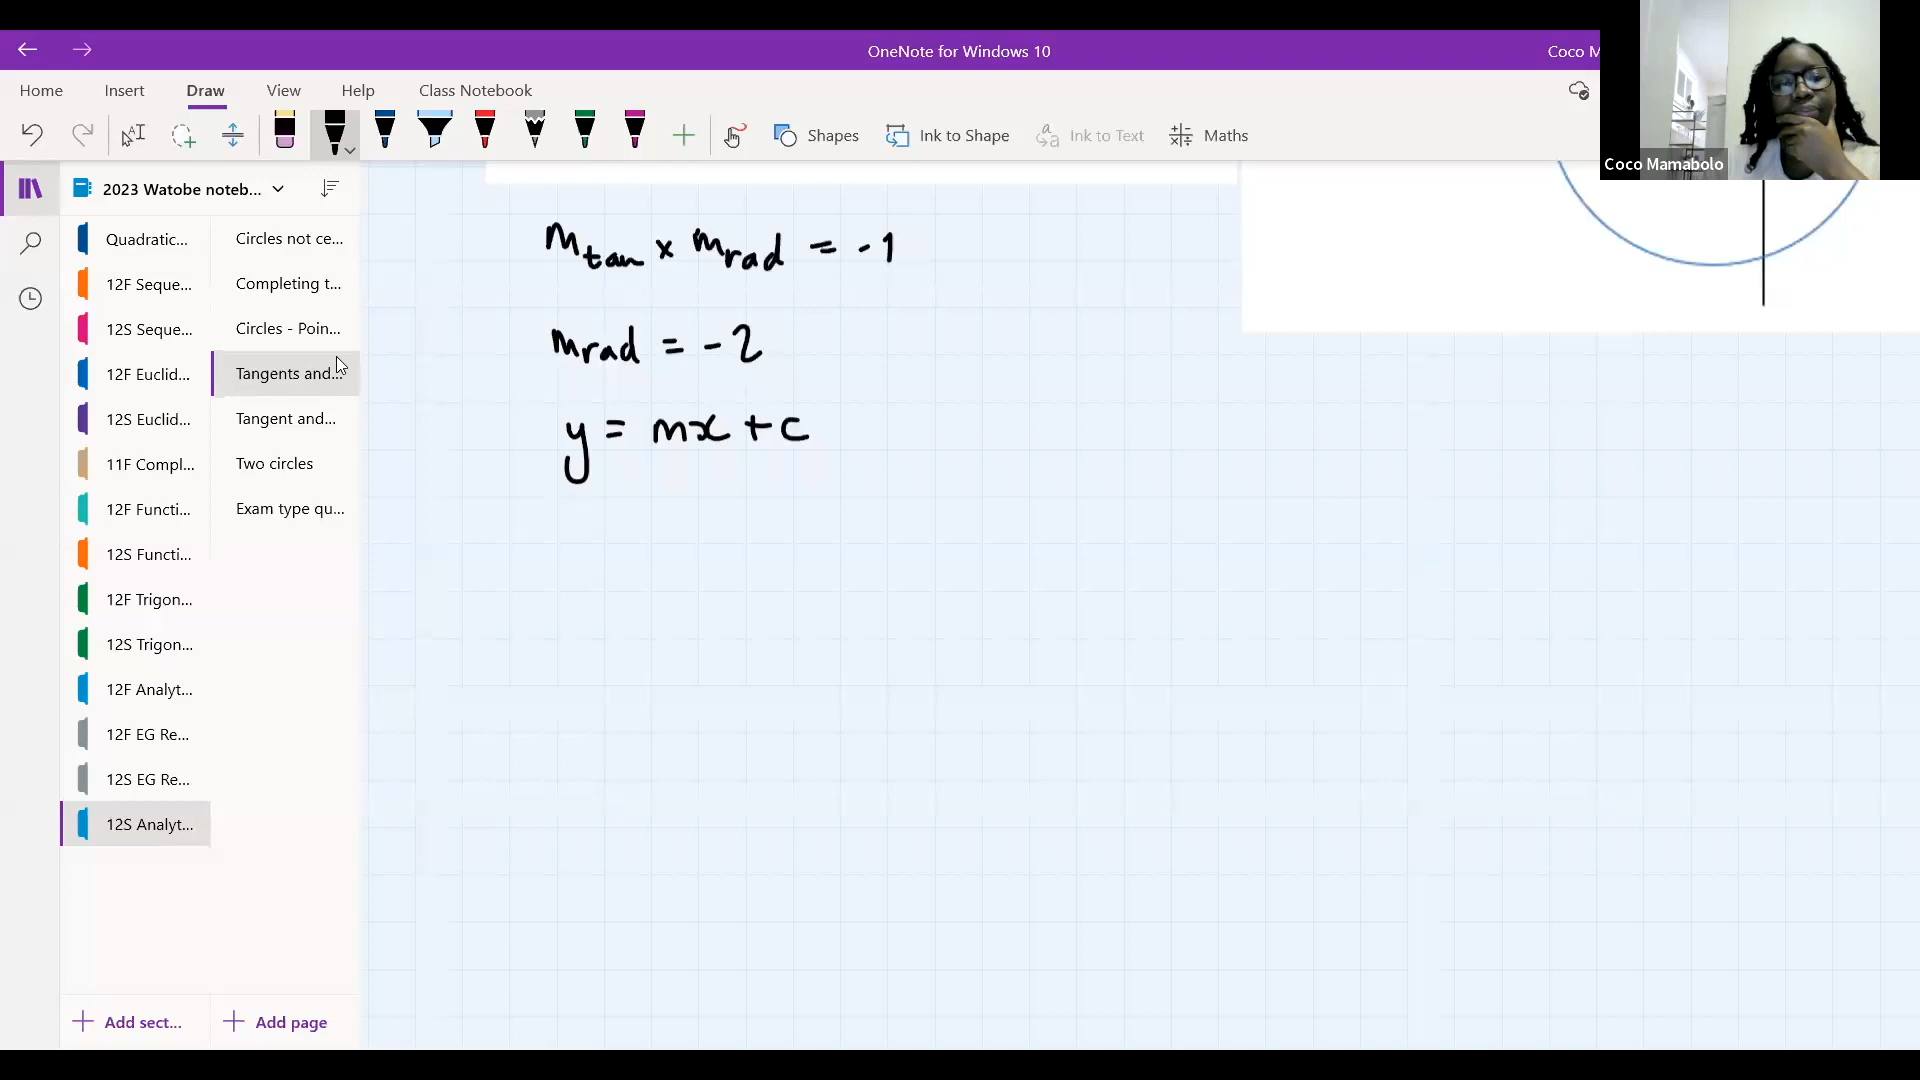 OneNote for Windows 10
Coco M
Home Insert Draw View Help Class Notebook
Shapes Ink to Shape Ink to Text Maths
Coco Mamabolo
2023 Watobe noteb...
Quadratic...
12F Seque...
12S Seque...
12F Euclid...
12S Euclid...
11F Compl...
12F Functi...
12S Functi...
12F Trigon...
12S Trigon...
12F Analyt...
12F EG Re...
12S EG Re...
12S Analyt...
Add sect...
Circles not ce...
Completing t...
Circles - Poin...
Tangents and...
Tangent and...
Two circles
Exam type qu...
Add page
m_tan × m_rad = -1
m_rad = -2
y = mx + c